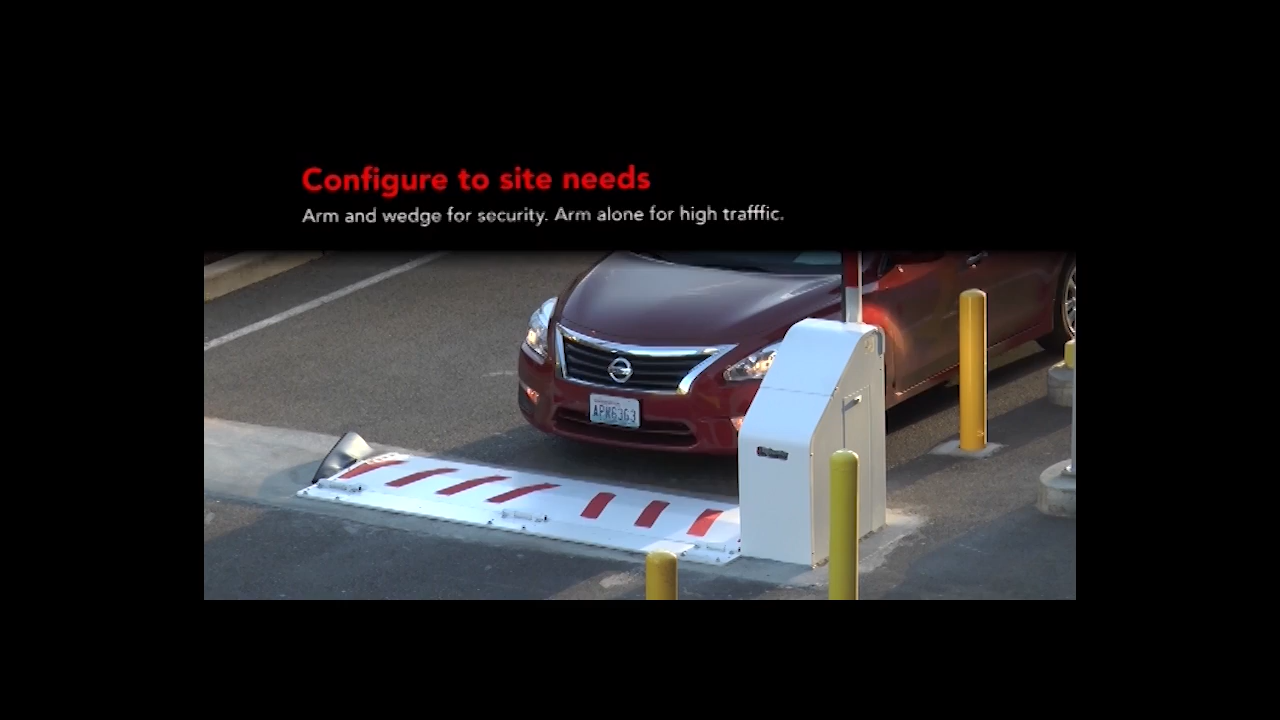 Configure to site needs
Arm and wedge for security. Arm alone for high trafffic.
APK6363